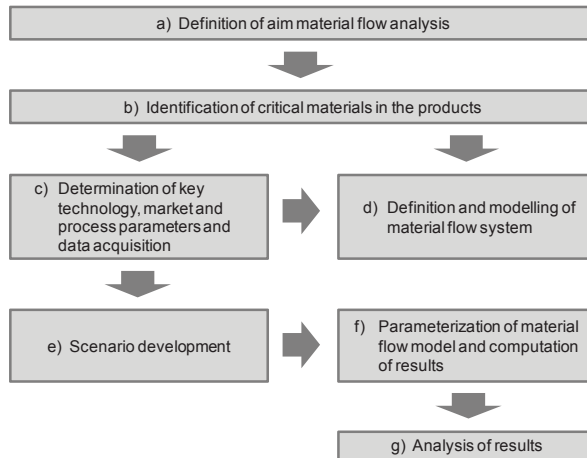 a) Definition of aim material flow analysis
b) Identification of critical materials in the products
c) Determination of key
technology, market and
process parameters and
data acquisition
d) Definition and modelling of
material flow system
e) Scenario development
f) Parameterization of material
flow model and computation
of results
g) Analysis of results